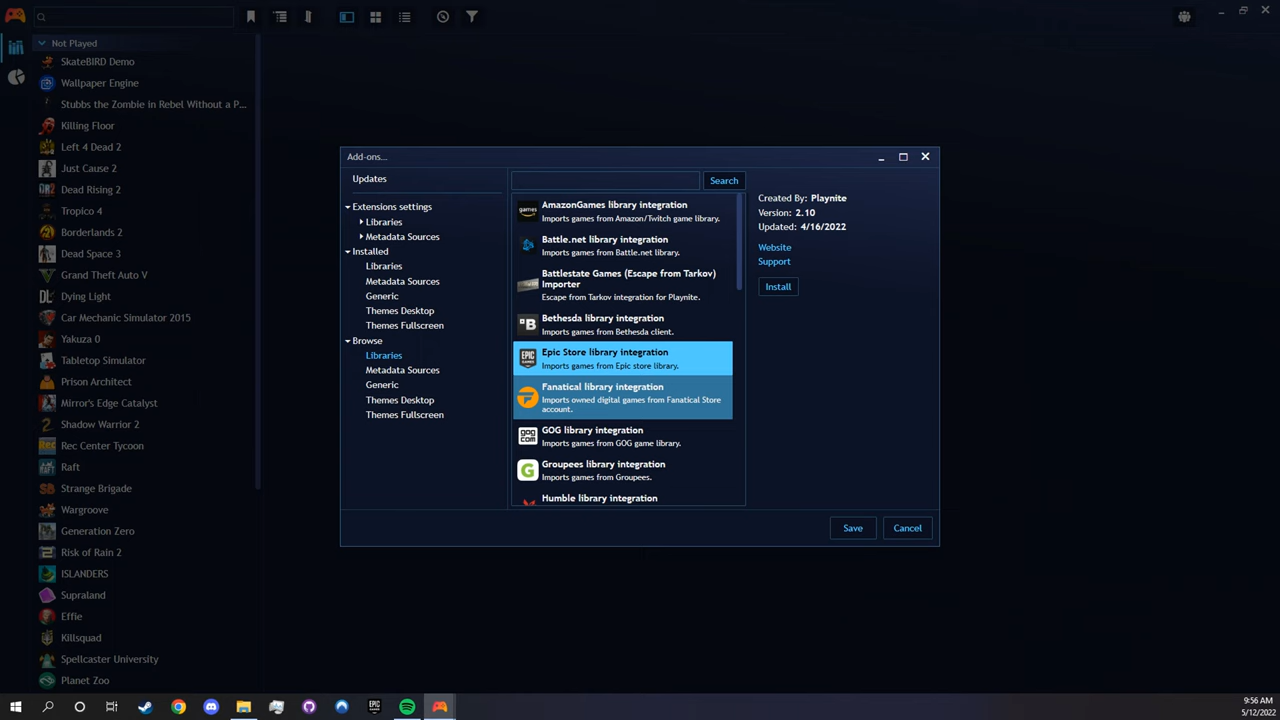 Not Played
SkateBIRD Demo
Wallpaper Engine
Stubbs the Zombie in Rebel Without a P...
Killing Floor
Left 4 Dead 2
Just Cause 2
Dead Rising 2
Tropico 4
Borderlands 2
Dead Space 3
Grand Theft Auto V
Dying Light
Car Mechanic Simulator 2015
Yakuza 0
Tabletop Simulator
Prison Architect
Mirror's Edge Catalyst
Shadow Warrior 2
Rec Center Tycoon
Raft
Strange Brigade
Wargroove
Generation Zero
Risk of Rain 2
ISLANDERS
Supraland
Effie
Killsquad
Spellcaster University
Planet Zoo
Add-ons...
Updates
Extensions settings
Libraries
Metadata Sources
Installed
Libraries
Metadata Sources
Generic
Themes Desktop
Themes Fullscreen
Browse
Libraries
Metadata Sources
Generic
Themes Desktop
Themes Fullscreen
Search
AmazonGames library integration
Imports games from Amazon/Twitch game library.
Battle.net library integration
Imports games from Battle.net library.
Battlestate Games (Escape from Tarkov)
Importer
Escape from Tarkov integration for Playnite.
Bethesda library integration
Imports games from Bethesda client.
Epic Store library integration
Imports games from Epic store library.
Fanatical library integration
Imports owned digital games from Fanatical Store
account.
GOG library integration
Imports games from GOG game library.
Groupees library integration
Imports games from Groupees.
Humble library integration
Created By: Playnite
Version: 2.10
Updated: 4/16/2022
Website
Support
Install
Save
Cancel
9:56 AM
5/12/2022